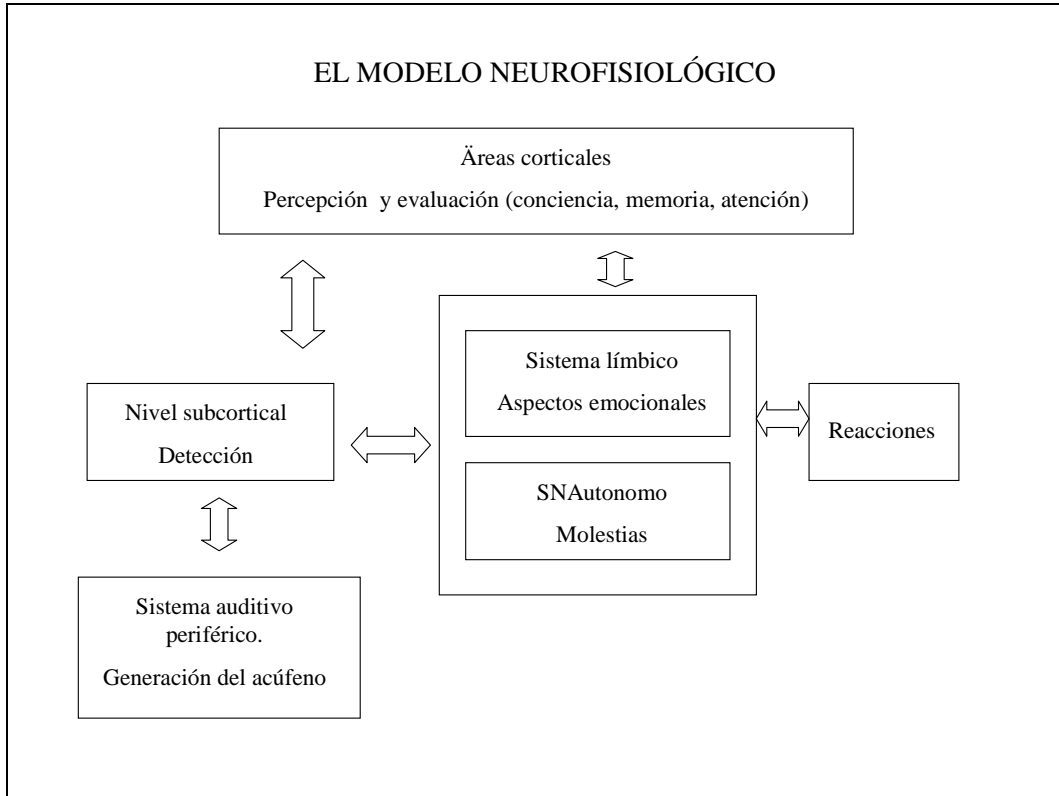 EL MODELO NEUROFISIOLÓGICO
Äreas corticales
Percepción y evaluación (conciencia, memoria, atención)
Sistema límbico
Aspectos emocionales
Nivel subcortical
Detección
Reacciones
SNAutonomo
Molestias
Sistema auditivo
periférico.
Generación del acúfeno